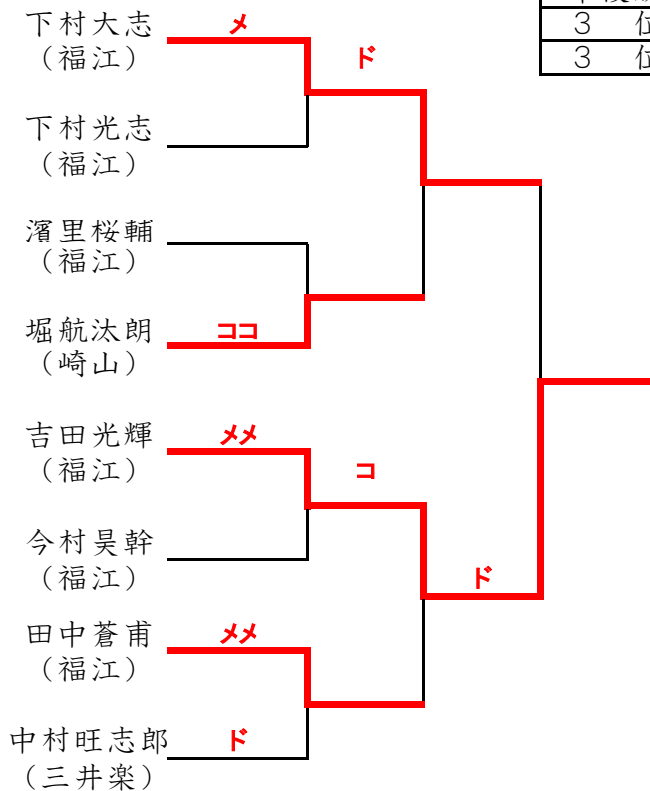 下村大志
(福江)
メ
ド
3 位
3 位
下村光志
(福江)
濱里桜輔
(福江)
堀航汰朗
(崎山)
ココ
吉田光輝
(福江)
メメ
コ
今村昊幹
(福江)
ド
田中蒼甫
(福江)
メメ
中村旺志郎
(三井楽)
ド